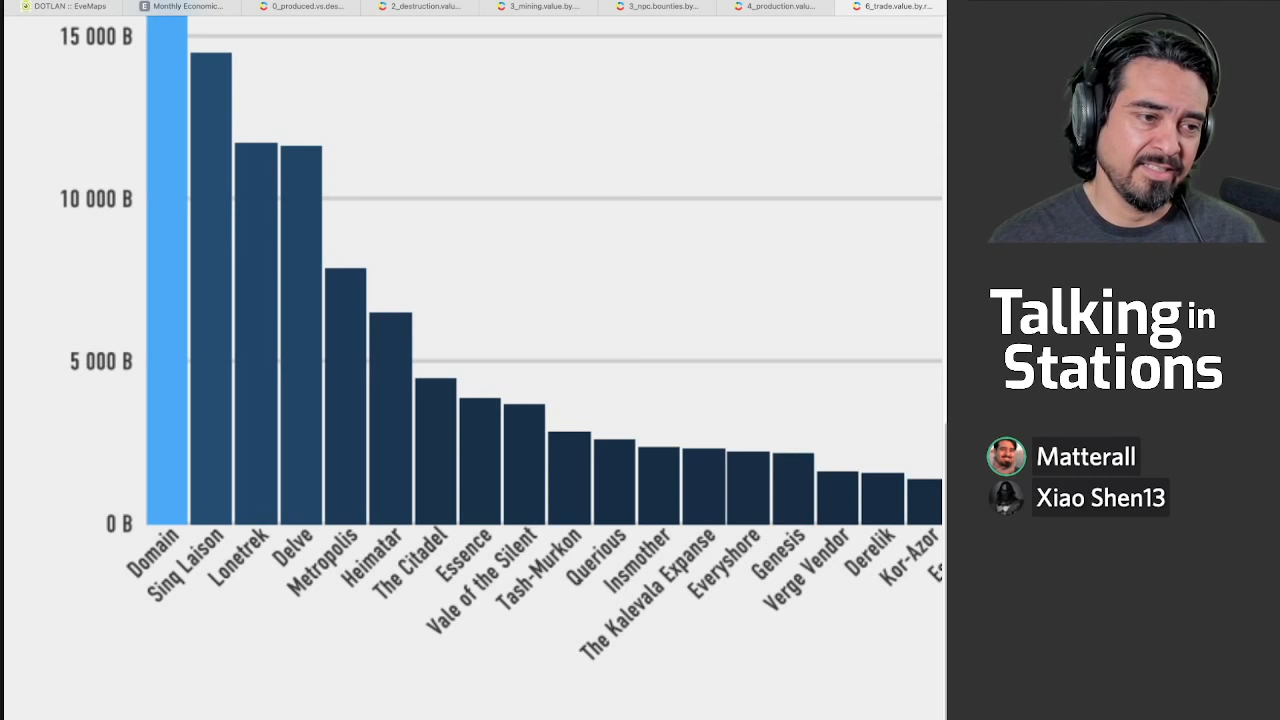 DOTLAN :: EveMaps
Monthly Economic...
0_produced.vs.des...
2_destruction.valu...
3_mining.value.by....
3_npc.bounties.by...
4_production.valu...
6_trade.value.by.r...
15 000 B
10 000 B
5 000 B
0 B
Domain
Sinq Laison
Lonetrek
Delve
Metropolis
Heimatar
The Citadel
Essence
Vale of the Silent
Tash-Murkon
Querious
Insmother
The Kalevala Expanse
Everyshore
Genesis
Verge Vendor
Derelik
Kor-Azor
Talking in
Stations
Matterall
Xiao Shen13